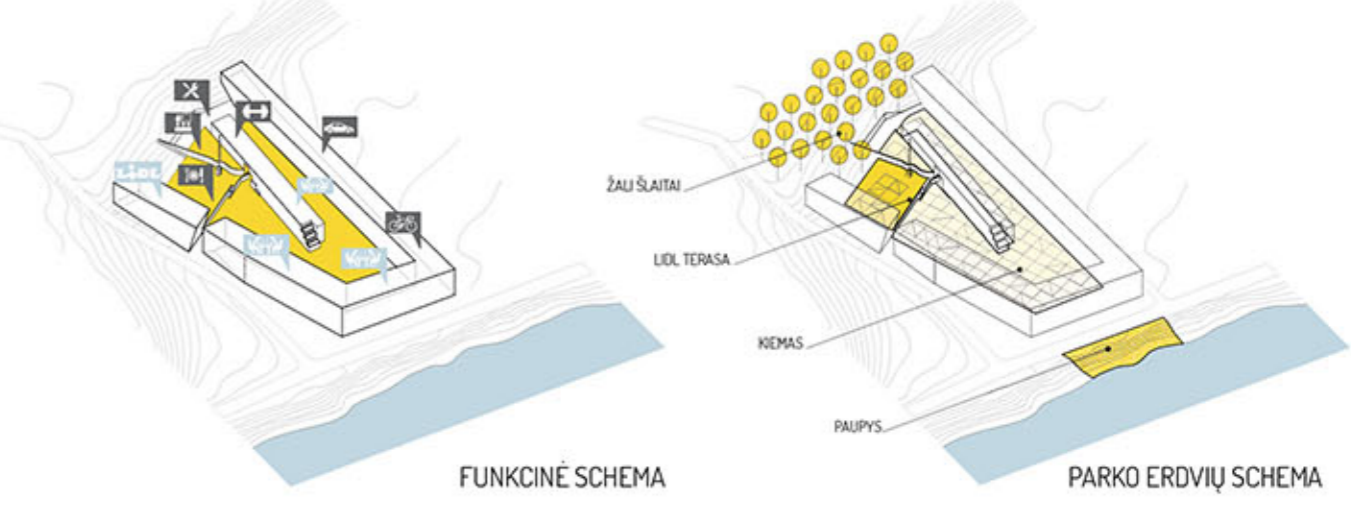 LIDL
ŽALI ŠLAITAI
LIDL TERASA
KIEMAS
PAUPYS
FUNKCINĖ SCHEMA
PARKO ERDVIŲ SCHEMA